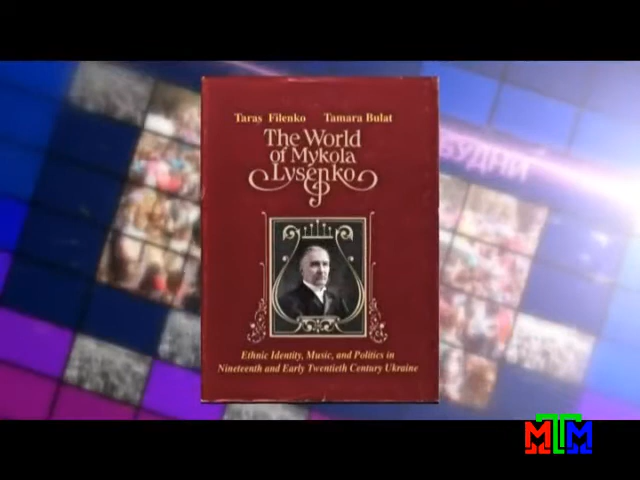 Taras Filenko Tamara Bulat
The World
of Mykola
Lysenko
БУДНИ
Ethnic Identity, Music, and Politics in
Nineteenth and Early Twentieth Century Ukraine
МТМ